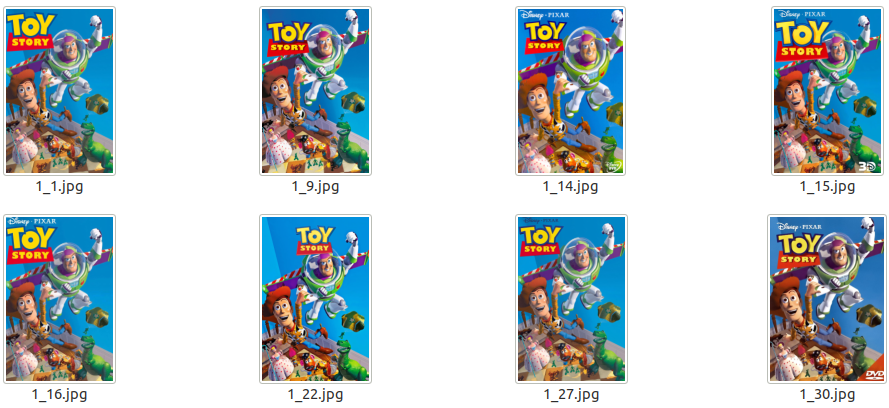 TOY
STORY
1_1.jpg
TOY
STORY
1_9.jpg
Disney · PIXAR
TOY
STORY
1_14.jpg
Disney · PIXAR
TOY
STORY
3D
1_15.jpg
Disney · PIXAR
TOY
STORY
1_16.jpg
TOY
STORY
1_22.jpg
Disney · PIXAR
TOY
STORY
1_27.jpg
Disney · PIXAR
TOY
STORY
DVD
1_30.jpg